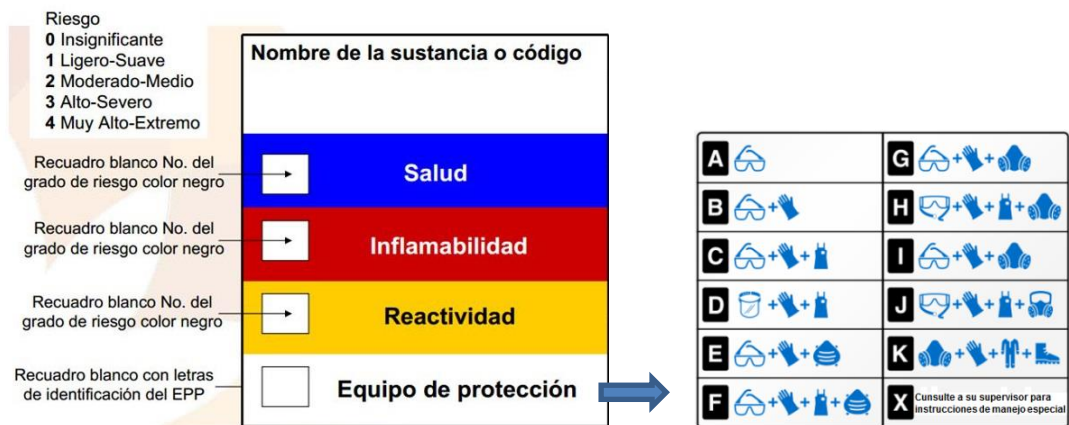 Riesgo
0 Insignificante
1 Ligero-Suave
2 Moderado-Medio
3 Alto-Severo
4 Muy Alto-Extremo
Nombre de la sustancia o código
Recuadro blanco No. del
grado de riesgo color negro
Salud
Recuadro blanco No. del
grado de riesgo color negro
Inflamabilidad
Recuadro blanco No. del
grado de riesgo color negro
Reactividad
Recuadro blanco con letras
de identificación del EPP
Equipo de protección
A
+
G
+ +
B
+
H
+ + +
C
+ +
I
+ +
D
+ +
J
+ + +
E
+ +
K
+ + +
F
+ + +
X
Cunsulte a su supervisor para
instrucciones de manejo especial